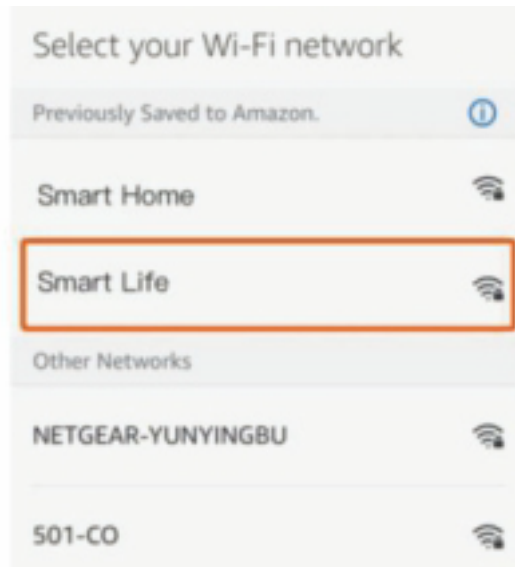 Select your Wi-Fi network
Previously Saved to Amazon.
Smart Home
Smart Life
Other Networks
NETGEAR-YUNYINGBU
501-CO